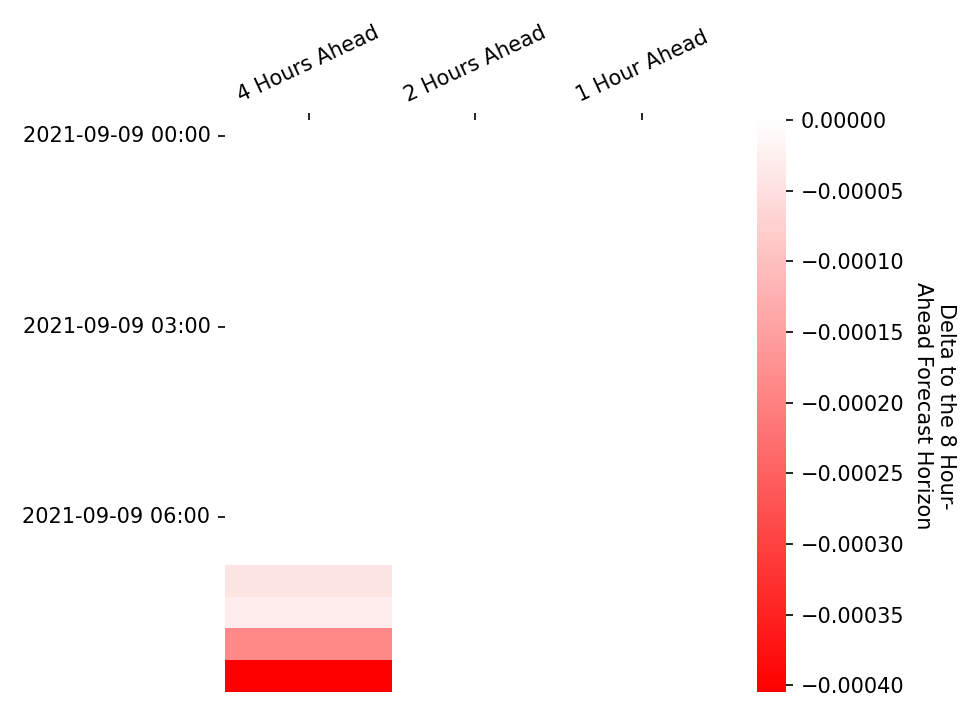 4 Hours Ahead
2 Hours Ahead
1 Hour Ahead
2021-09-09 00:00
2021-09-09 03:00
2021-09-09 06:00
0.00000
−0.00005
−0.00010
−0.00015
−0.00020
−0.00025
−0.00030
−0.00035
−0.00040
Delta to the 8 Hour-
Ahead Forecast Horizon